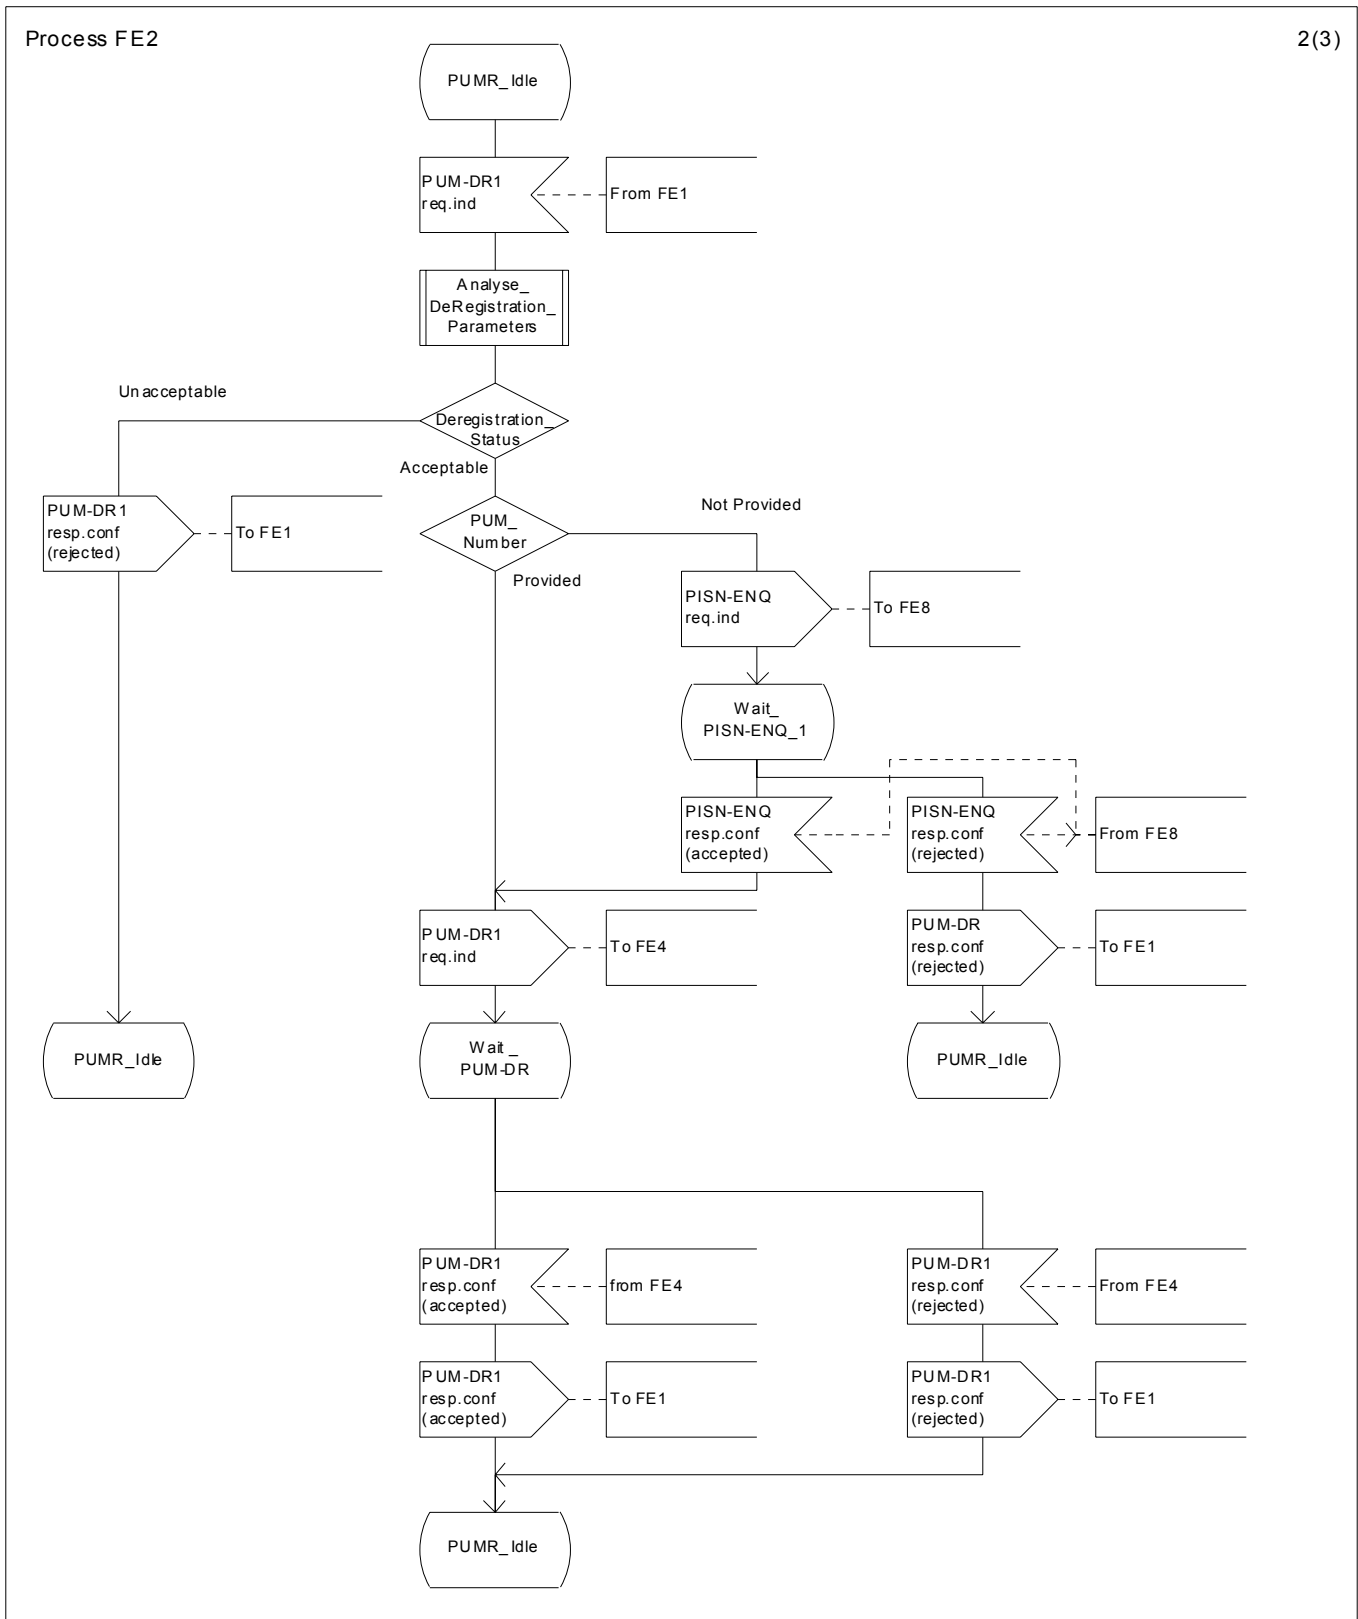 Process FE2
2(3)
PUMR_Idle
PUM-DR1
req.ind
From FE1
Analyse_
DeRegistration_
Parameters
Unacceptable
Deregistration_
Status
Acceptable
PUM-DR1
resp.conf
(rejected)
To FE1
PUM_
Number
Not Provided
Provided
PISN-ENQ
req.ind
To FE8
Wait_
PISN-ENQ_1
PISN-ENQ
resp.conf
(accepted)
PISN-ENQ
resp.conf
(rejected)
From FE8
PUM-DR1
req.ind
To FE4
PUM-DR
resp.conf
(rejected)
To FE1
PUMR_Idle
Wait_
PUM-DR
PUMR_Idle
PUM-DR1
resp.conf
(accepted)
from FE4
PUM-DR1
resp.conf
(rejected)
From FE4
PUM-DR1
resp.conf
(accepted)
To FE1
PUM-DR1
resp.conf
(rejected)
To FE1
PUMR_Idle